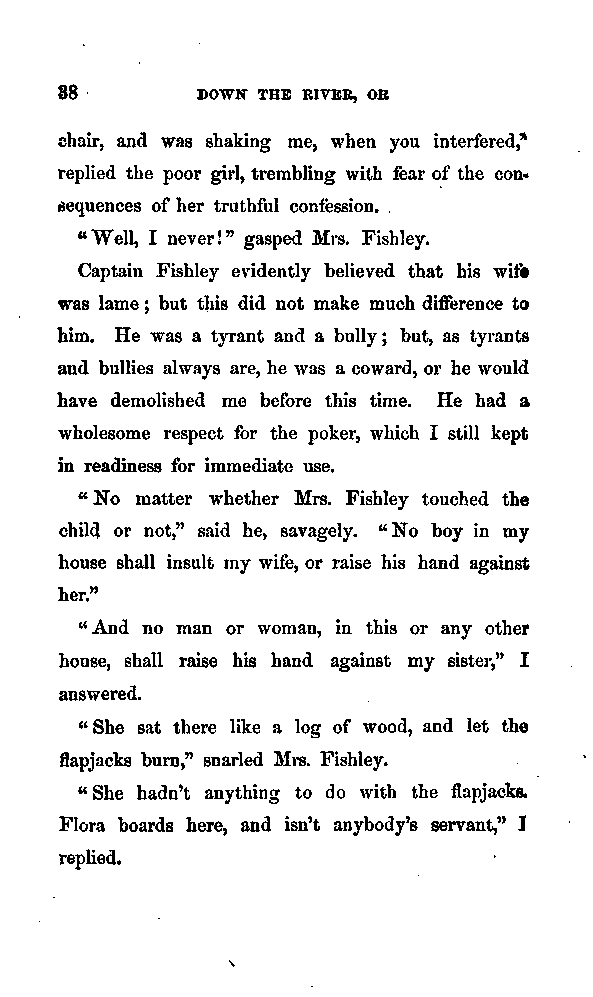 38 DOWN THE RIVER, OR
chair, and was shaking me, when you interfered,"
replied the poor girl, trembling with fear of the con-
sequences of her truthful confession.
"Well, I never!" gasped Mrs. Fishley.
Captain Fishley evidently believed that his wife
was lame; but this did not make much difference to
him. He was a tyrant and a bully; but, as tyrants
and bullies always are, he was a coward, or he would
have demolished me before this time. He had a
wholesome respect for the poker, which I still kept
in readiness for immediate use.
"No matter whether Mrs. Fishley touched the
child or not," said he, savagely. "No boy in my
house shall insult my wife, or raise his hand against
her."
"And no man or woman, in this or any other
house, shall raise his hand against my sister," I
answered.
"She sat there like a log of wood, and let the
flapjacks burn," snarled Mrs. Fishley.
"She hadn't anything to do with the flapjacks.
Flora boards here, and isn't anybody's servant," I
replied.